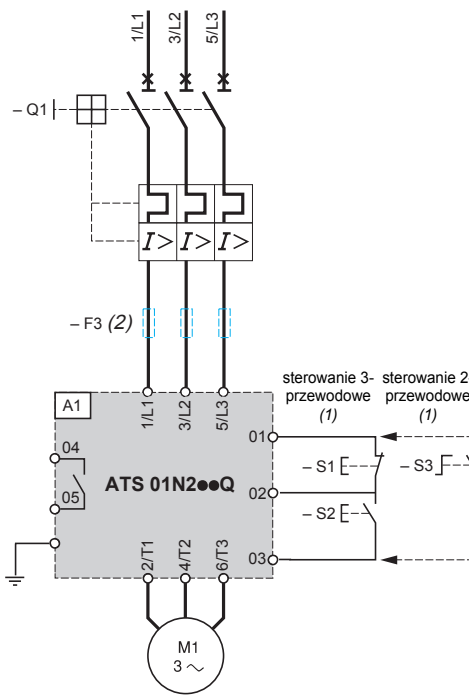 1/L1 3/L2 5/L3
– Q1
I> I> I>
– F3 (2)
sterowanie 3-
przewodowe
(1)
sterowanie 2-
przewodowe
(1)
A1
1/L1 3/L2 5/L3
01
04
– S1
– S3
ATS 01N2●●Q
05
02
– S2
03
2/T1 4/T2 6/T3
M1
3 ~